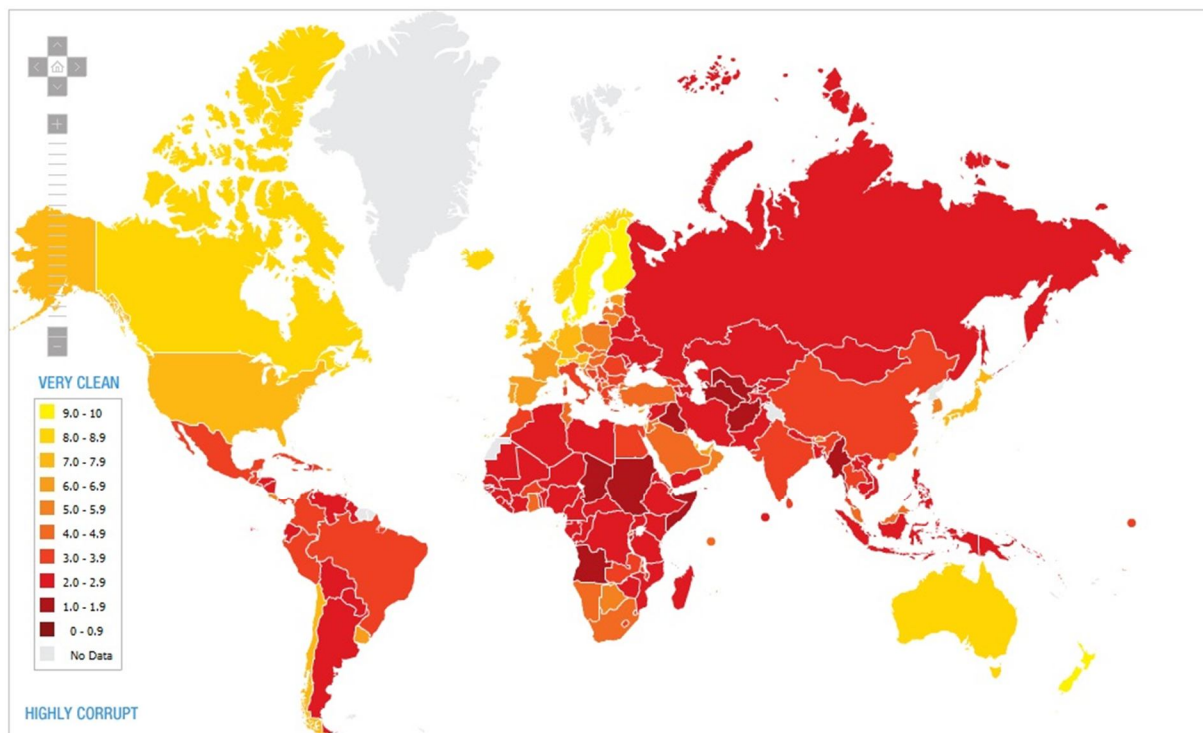 VERY CLEAN
9.0 - 10
8.0 - 8.9
7.0 - 7.9
6.0 - 6.9
5.0 - 5.9
4.0 - 4.9
3.0 - 3.9
2.0 - 2.9
1.0 - 1.9
0 - 0.9
No Data
HIGHLY CORRUPT